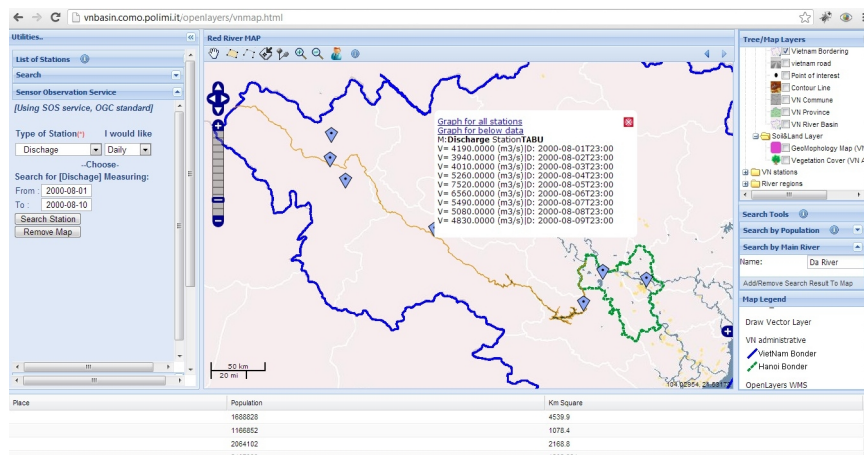 vnbasin.como.polimi.it/openlayers/vnmap.html
Utilities..
List of Stations
Search
Sensor Observation Service
[Using SOS service, OGC standard]
Type of Station(*) I would like
Discharge Daily
--Choose-
Search for [Dischage] Measuring:
From : 2000-08-01
To : 2000-08-10
Search Station
Remove Map
Red River MAP
Graph for all stations
Graph for below data
M:Discharge StationTABU
V= 4190.0000 (m3/s)|D: 2000-08-01T23:00
V= 3940.0000 (m3/s)|D: 2000-08-02T23:00
V= 4010.0000 (m3/s)|D: 2000-08-03T23:00
V= 5260.0000 (m3/s)|D: 2000-08-04T23:00
V= 7520.0000 (m3/s)|D: 2000-08-05T23:00
V= 6560.0000 (m3/s)|D: 2000-08-06T23:00
V= 5490.0000 (m3/s)|D: 2000-08-07T23:00
V= 5080.0000 (m3/s)|D: 2000-08-08T23:00
V= 4830.0000 (m3/s)|D: 2000-08-09T23:00
50 km
20 mi
Tree/Map Layers
Vietnam Bordering
vietnam road
Point of interest
Contour Line
VN Commune
VN Province
VN River Basin
Soil&Land Layer
GeoMophology Map (VN
Vegetation Cover (VN A
VN stations
River regions
Search Tools
Search by Population
Search by Main River
Name: Da River
Add/Remove Search Result To Map
Map Legend
Draw Vector Layer
VN administrative
VietNam Bonder
Hanoi Bonder
OpenLayers WMS
Place Population Km Square
1688828 4539.9
1166852 1078.4
2064102 2168.8